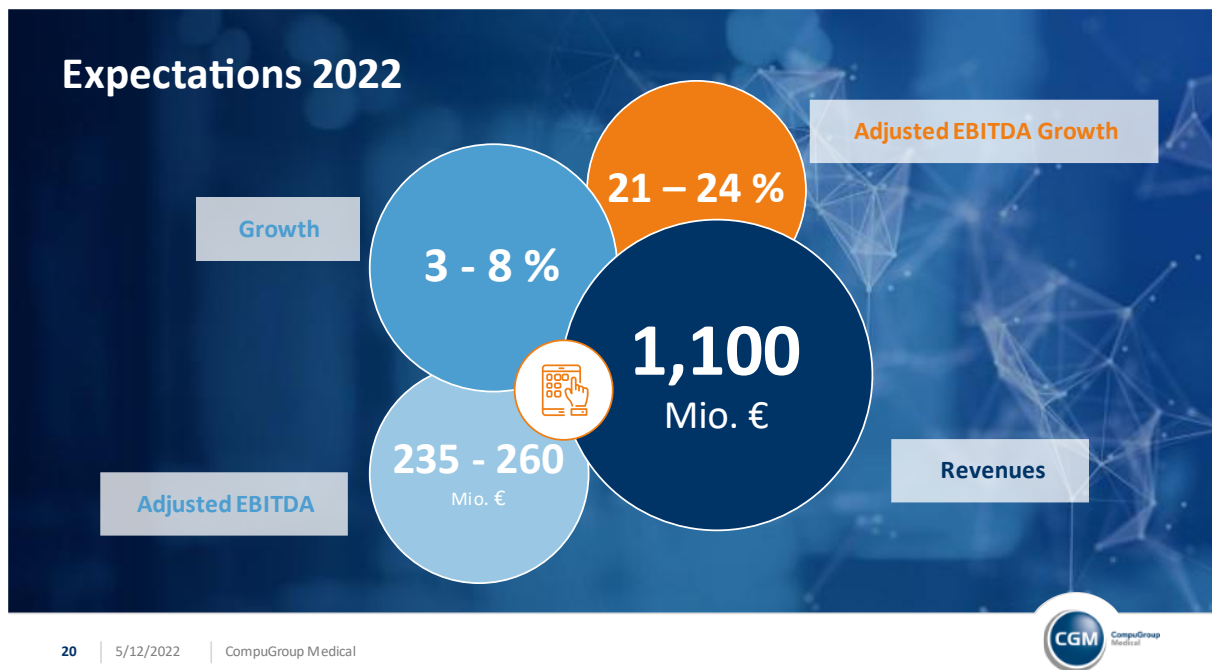 Expectations 2022
Adjusted EBITDA Growth
21 – 24 %
Growth
3 - 8 %
1,100
Mio. €
235 - 260
Mio. €
Revenues
Adjusted EBITDA
20
5/12/2022
CompuGroup Medical
CGM
CompuGroup
Medical